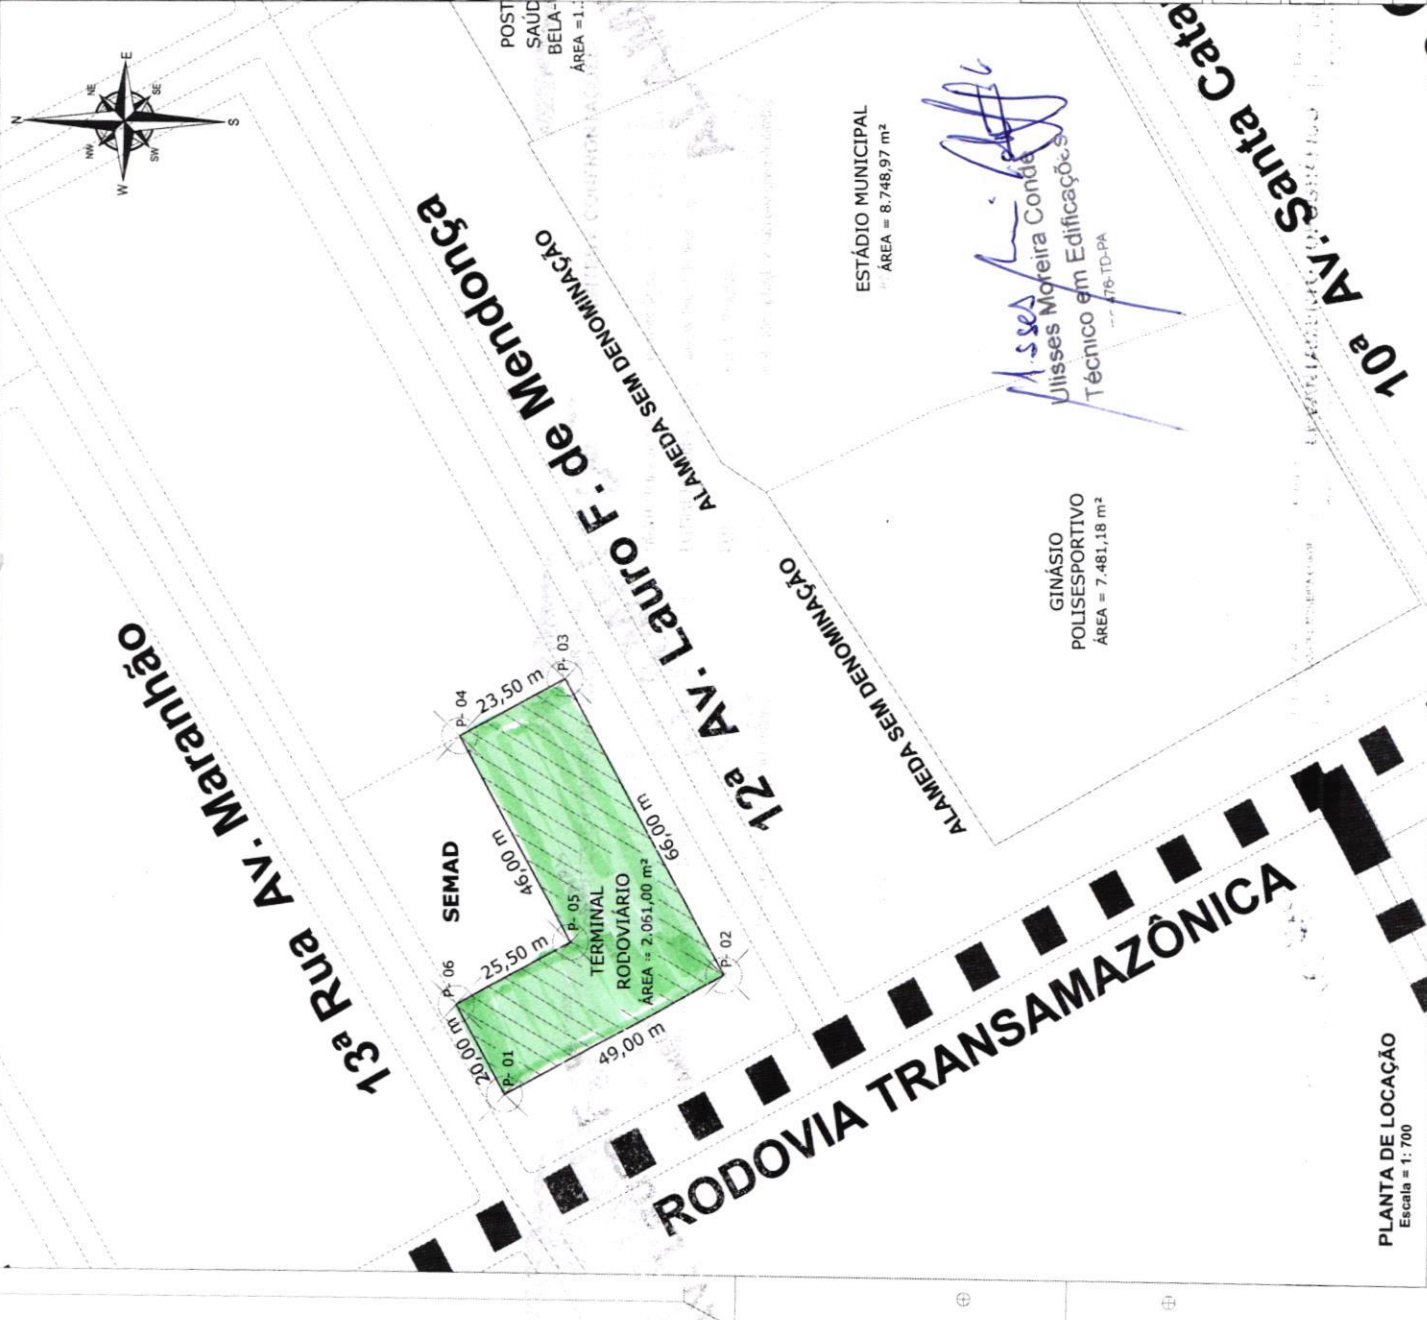 N
NE
E
SE
S
SW
W
NW
POST
SAÚD
BELA-
ÁREA =1.
13ª Rua Av. Maranhão
12ª Av. Lauro F. de Mendonça
ALAMEDA SEM DENOMINAÇÃO
ALAMEDA SEM DENOMINAÇÃO
ESTÁDIO MUNICIPAL
ÁREA = 8.748,97 m²
Ulisses Moreira Conde
Técnico em Edificações
476-TD-PA
10ª Av. Santa Cata
GINÁSIO
POLISESPORTIVO
ÁREA = 7.481,18 m²
SEMAD
P- 04
23,50 m
P- 03
46,00 m
66,00 m
P- 05
25,50 m
P- 06
20,00 m
P- 01
49,00 m
P- 02
TERMINAL
RODOVIÁRIO
ÁREA = 2.061,00 m²
RODOVIA TRANSAMAZÔNICA
PLANTA DE LOCAÇÃO
Escala = 1: 700